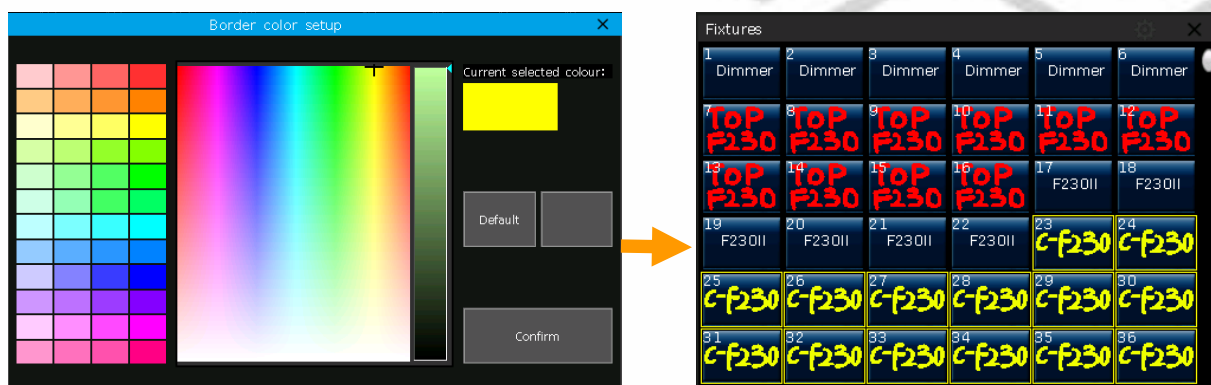 Border color setup
Current selected colour:
Default
Confirm
Fixtures
1 Dimmer 2 Dimmer 3 Dimmer 4 Dimmer 5 Dimmer 6 Dimmer
7 TOP F230 8 TOP F230 9 TOP F230 10 TOP F230 11 TOP F230 12 TOP F230
13 TOP F230 14 TOP F230 15 TOP F230 16 TOP F230 17 F230II 18 F230II
19 F230II 20 F230II 21 F230II 22 F230II 23 C-F230 24 C-F230
25 C-F230 26 C-F230 27 C-F230 28 C-F230 29 C-F230 30 C-F230
31 C-F230 32 C-F230 33 C-F230 34 C-F230 35 C-F230 36 C-F230